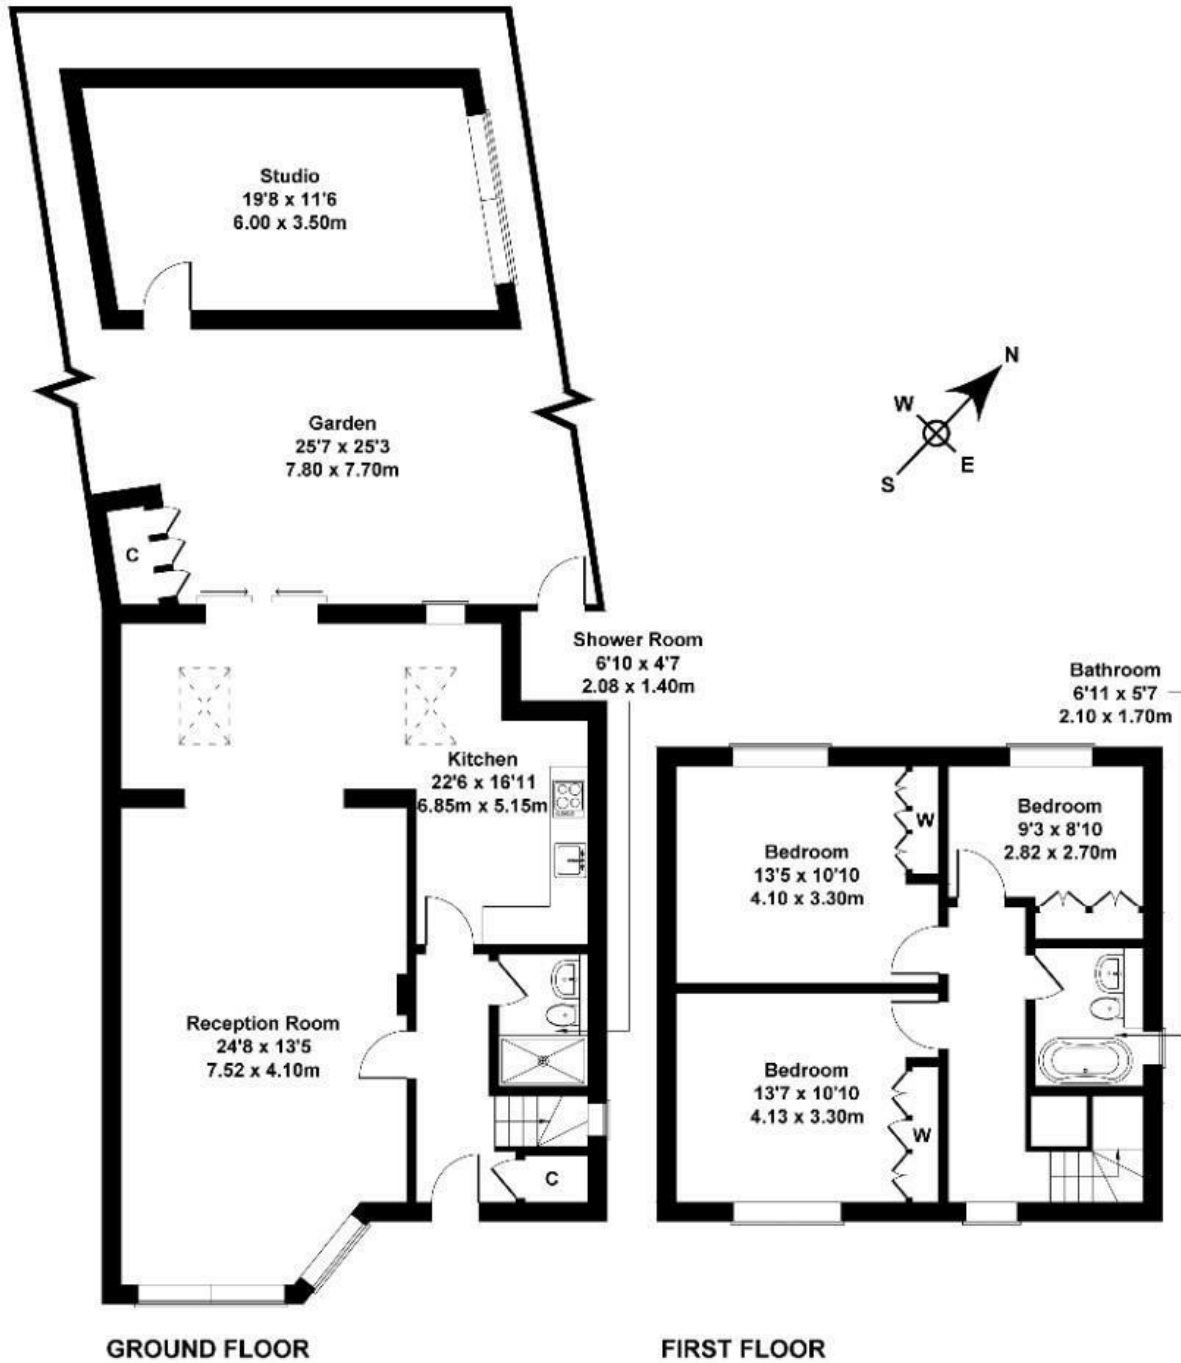 Studio
19'8 x 11'6
6.00 x 3.50m
Garden
25'7 x 25'3
7.80 x 7.70m
N
W
E
S
C
Shower Room
6'10 x 4'7
2.08 x 1.40m
Kitchen
22'6 x 16'11
6.85m x 5.15m
Reception Room
24'8 x 13'5
7.52 x 4.10m
C
GROUND FLOOR
Bathroom
6'11 x 5'7
2.10 x 1.70m
Bedroom
13'5 x 10'10
4.10 x 3.30m
W
Bedroom
9'3 x 8'10
2.82 x 2.70m
Bedroom
13'7 x 10'10
4.13 x 3.30m
W
FIRST FLOOR